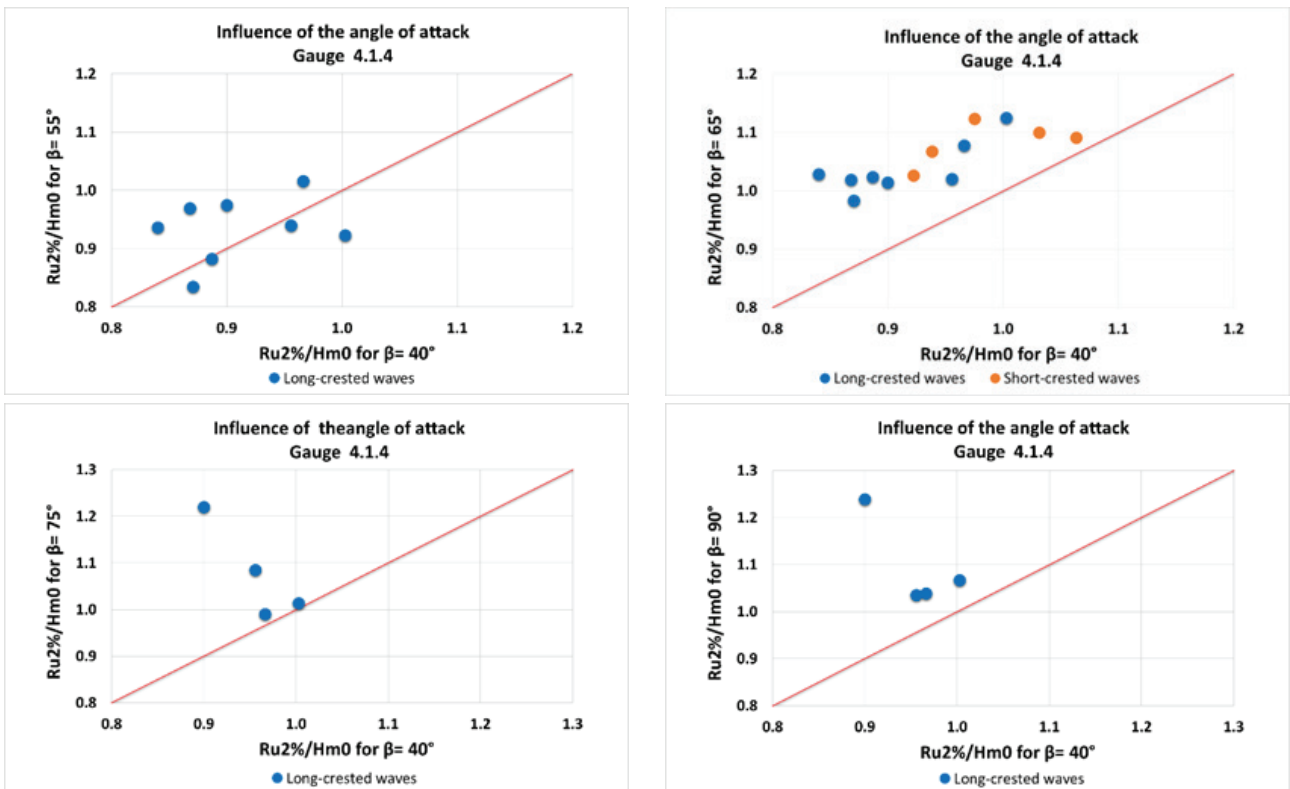 Influence of the angle of attack
Gauge 4.1.4
1.2
1.1
1.0
0.9
0.8
Ru2%/Hm0 for β= 55°
0.8 0.9 1.0 1.1 1.2
Ru2%/Hm0 for β= 40°
Long-crested waves
Influence of the angle of attack
Gauge 4.1.4
1.2
1.1
1.0
0.9
0.8
Ru2%/Hm0 for β= 65°
0.8 0.9 1.0 1.1 1.2
Ru2%/Hm0 for β= 40°
Long-crested waves Short-crested waves
Influence of theangle of attack
Gauge 4.1.4
1.3
1.2
1.1
1.0
0.9
0.8
Ru2%/Hm0 for β= 75°
0.8 0.9 1.0 1.1 1.2 1.3
Ru2%/Hm0 for β= 40°
Long-crested waves
Influence of the angle of attack
Gauge 4.1.4
1.3
1.2
1.1
1.0
0.9
0.8
Ru2%/Hm0 for β= 90°
0.8 0.9 1.0 1.1 1.2 1.3
Ru2%/Hm0 for β= 40°
Long-crested waves